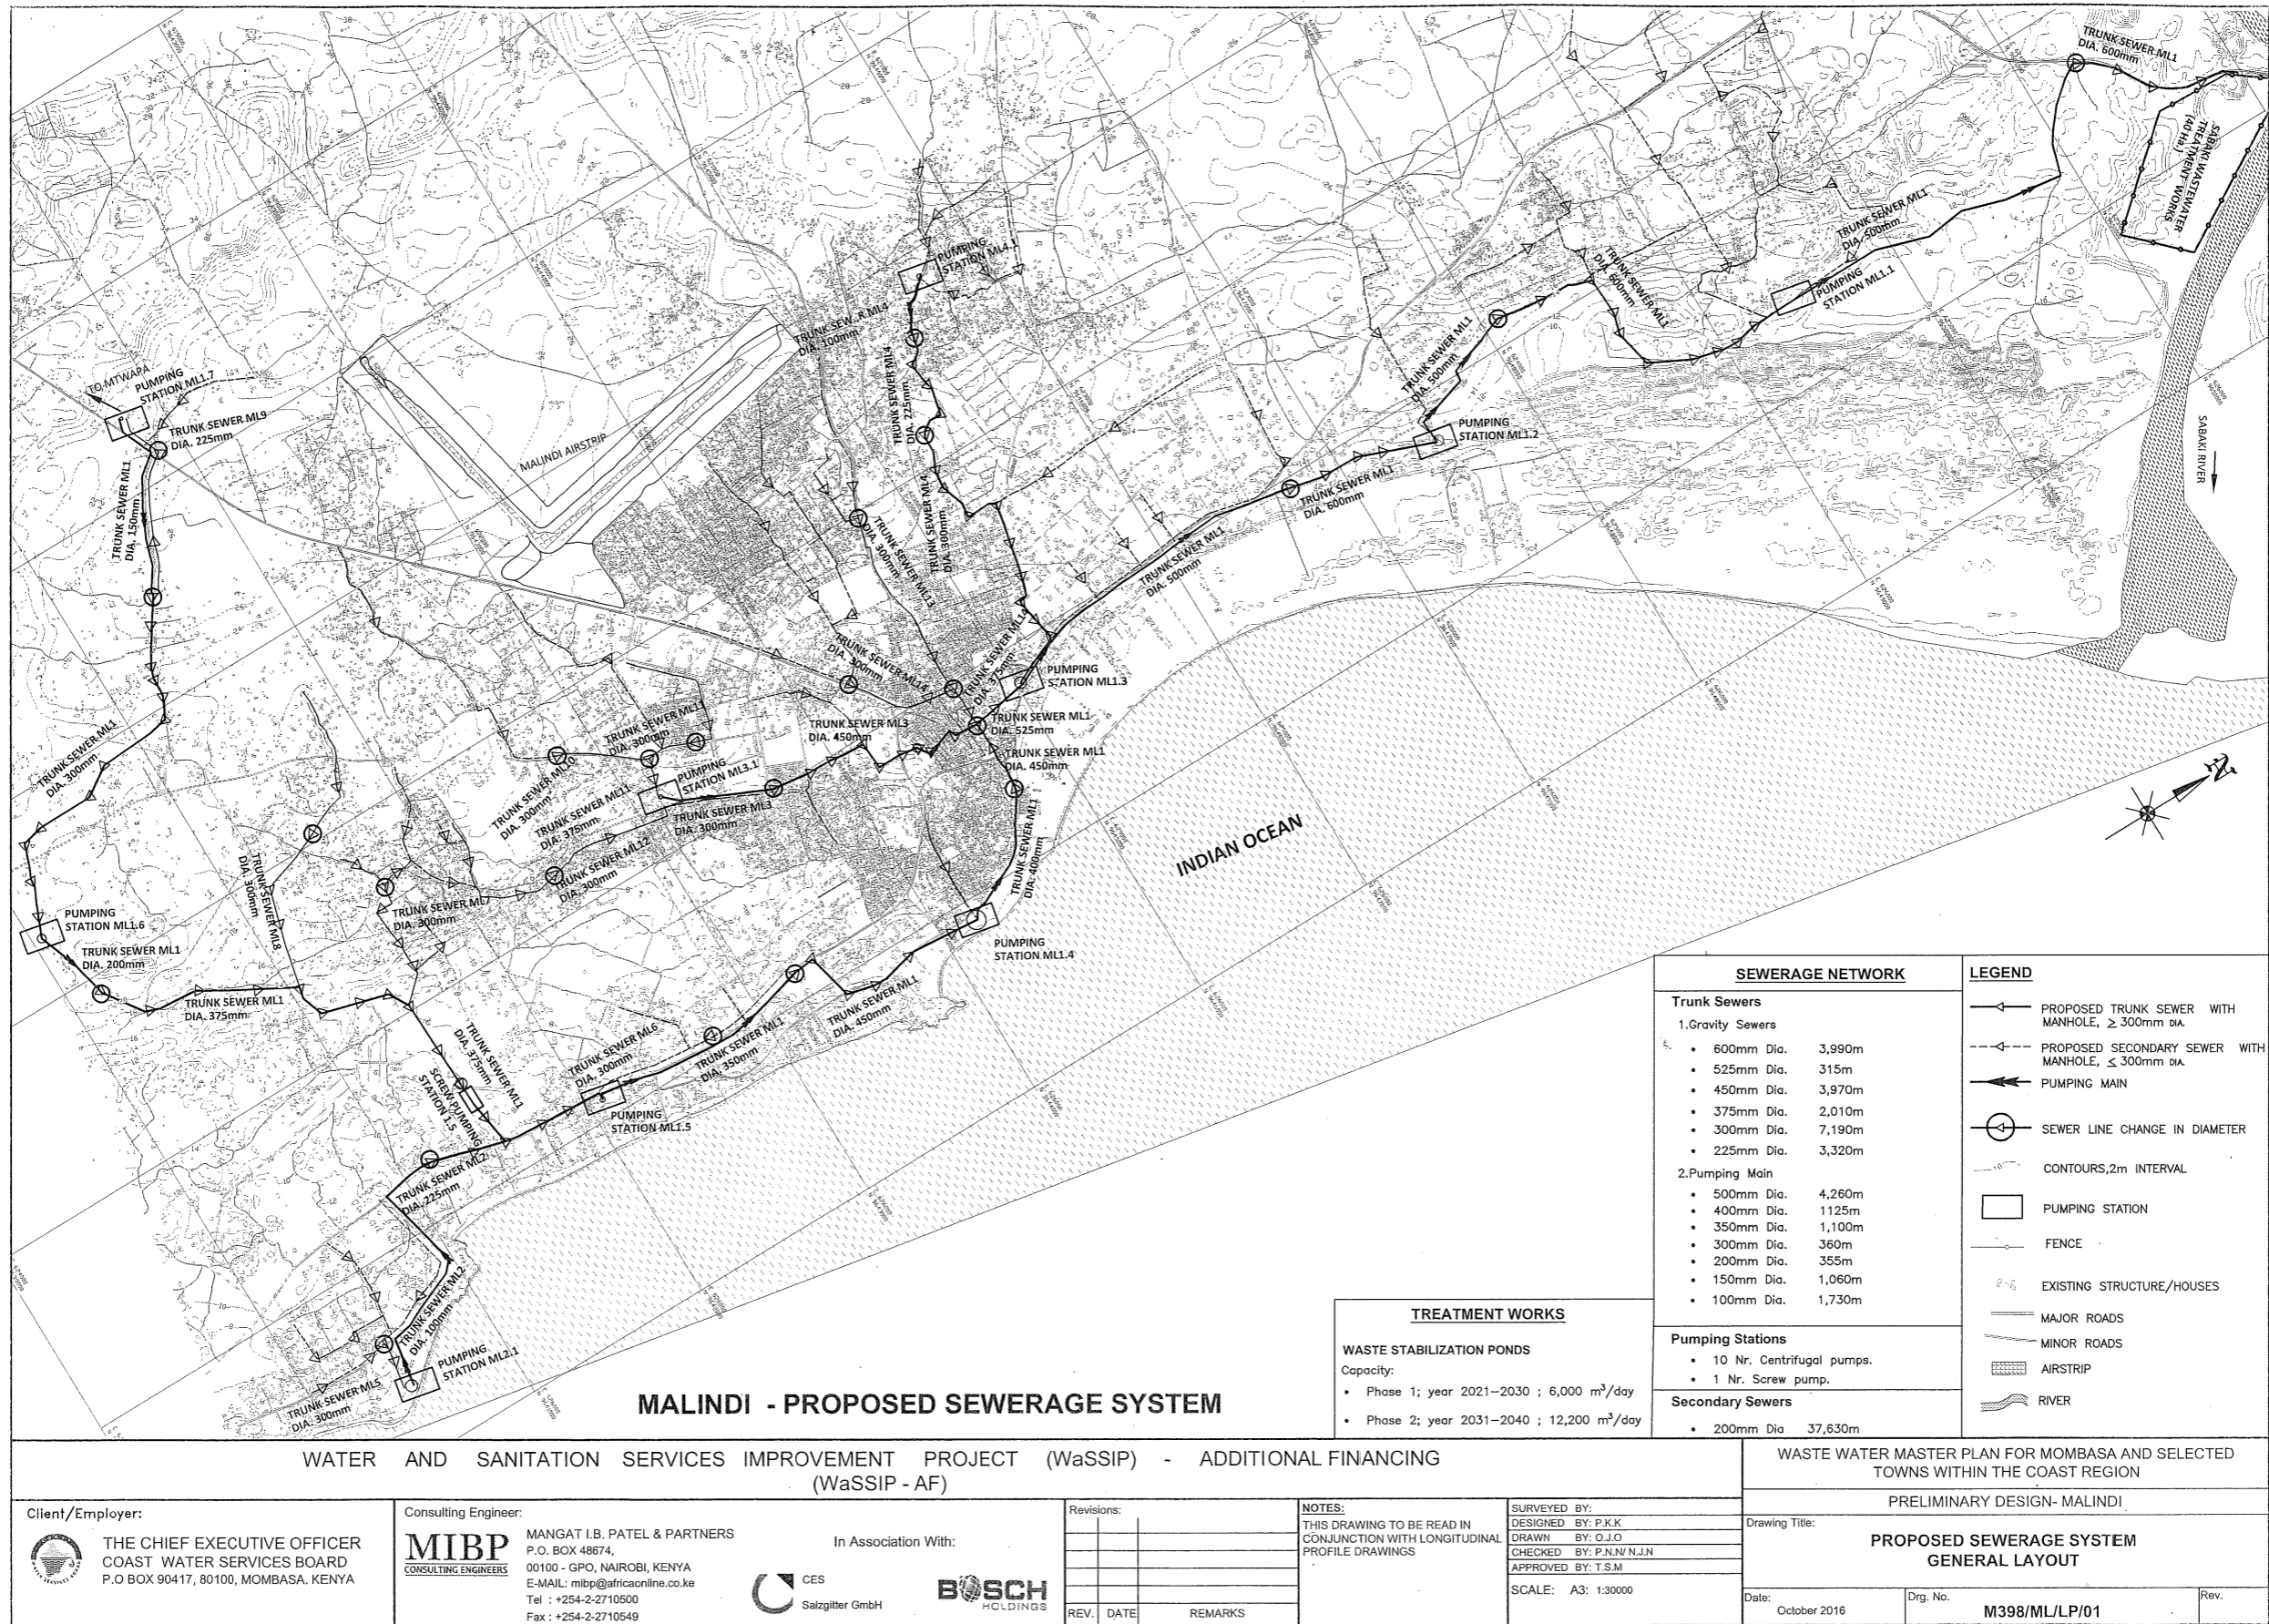 TRUNK SEWER ML1
DIA. 600mm
SABAKI WASTEWATER
TREATMENT WORKS
(40 Ha)
TRUNK SEWER ML1
DIA. 500mm
PUMPING
STATION ML1.1
TRUNK SEWER ML1
DIA. 600mm
PUMPING
STATION ML4.1
TRUNK SEW..R ML4
DIA. 100mm
TRUNK SEWER ML4
DIA. 225mm
TRUNK SEWER ML1
DIA. 500mm
PUMPING
STATION ML1.2
SABAKI RIVER
TO MTWAPA
PUMPING
STATION ML1.7
TRUNK SEWER ML9
DIA. 225mm
MALINDI AIRSTRIP
TRUNK SEWER ML1
DIA. 150mm
TRUNK SEWER ML4
DIA. 300mm
TRUNK SEWER ML13
DIA. 300mm
TRUNK SEWER ML1
DIA. 600mm
TRUNK SEWER ML1
DIA. 500mm
TRUNK SEWER ML14
DIA. 300mm
TRUNK SEWER ML4
DIA. 375mm
PUMPING
STATION ML1.3
TRUNK SEWER ML1
DIA. 525mm
TRUNK SEWER ML1
DIA. 450mm
TRUNK SEWER ML3
DIA. 450mm
TRUNK SEWER ML11
DIA. 300mm
TRUNK SEWER ML10
DIA. 300mm
TRUNK SEWER ML11
DIA. 375mm
PUMPING
STATION ML3.1
TRUNK SEWER ML3
DIA. 300mm
TRUNK SEWER ML12
DIA. 300mm
TRUNK SEWER ML1
DIA. 400mm
INDIAN OCEAN
TRUNK SEWER ML1
DIA. 300mm
TRUNK SEWER ML8
DIA. 300mm
TRUNK SEWER ML7
DIA. 300mm
PUMPING
STATION ML1.6
TRUNK SEWER ML1
DIA. 200mm
TRUNK SEWER ML1
DIA. 375mm
PUMPING
STATION ML1.4
TRUNK SEWER ML1
DIA. 450mm
TRUNK SEWER ML1
DIA. 350mm
TRUNK SEWER ML6
DIA. 300mm
TRUNK SEWER ML1
DIA. 375mm
SCREW PUMPING
STATION 1.5
PUMPING
STATION ML1.5
TRUNK SEWER ML2
DIA. 225mm
TRUNK SEWER ML2
DIA. 100mm
PUMPING
STATION ML2.1
TRUNK SEWER ML5
DIA. 300mm
MALINDI - PROPOSED SEWERAGE SYSTEM
TREATMENT WORKS
WASTE STABILIZATION PONDS
Capacity:
• Phase 1; year 2021-2030 ; 6,000 m³/day
• Phase 2; year 2031-2040 ; 12,200 m³/day
SEWERAGE NETWORK
Trunk Sewers
1.Gravity Sewers
• 600mm Dia. 3,990m
• 525mm Dia. 315m
• 450mm Dia. 3,970m
• 375mm Dia. 2,010m
• 300mm Dia. 7,190m
• 225mm Dia. 3,320m
2.Pumping Main
• 500mm Dia. 4,260m
• 400mm Dia. 1125m
• 350mm Dia. 1,100m
• 300mm Dia. 360m
• 200mm Dia. 355m
• 150mm Dia. 1,060m
• 100mm Dia. 1,730m
Pumping Stations
• 10 Nr. Centrifugal pumps.
• 1 Nr. Screw pump.
Secondary Sewers
• 200mm Dia 37,630m
LEGEND
PROPOSED TRUNK SEWER WITH
MANHOLE, ≥ 300mm DIA.
PROPOSED SECONDARY SEWER WITH
MANHOLE, ≤ 300mm DIA.
PUMPING MAIN
SEWER LINE CHANGE IN DIAMETER
CONTOURS,2m INTERVAL
PUMPING STATION
FENCE
EXISTING STRUCTURE/HOUSES
MAJOR ROADS
MINOR ROADS
AIRSTRIP
RIVER
WATER AND SANITATION SERVICES IMPROVEMENT PROJECT (WaSSIP) - ADDITIONAL FINANCING
(WaSSIP - AF)
WASTE WATER MASTER PLAN FOR MOMBASA AND SELECTED
TOWNS WITHIN THE COAST REGION
PRELIMINARY DESIGN- MALINDI
Client/Employer:
THE CHIEF EXECUTIVE OFFICER
COAST WATER SERVICES BOARD
P.O BOX 90417, 80100, MOMBASA. KENYA
Consulting Engineer:
MIBP
CONSULTING ENGINEERS
MANGAT I.B. PATEL & PARTNERS
P.O. BOX 48674,
00100 - GPO, NAIROBI, KENYA
E-MAIL: mibp@africaonline.co.ke
Tel : +254-2-2710500
Fax : +254-2-2710549
In Association With:
CES
Salzgitter GmbH
BOSCH
HOLDINGS
Revisions:
REV. DATE REMARKS
NOTES:
THIS DRAWING TO BE READ IN
CONJUNCTION WITH LONGITUDINAL
PROFILE DRAWINGS
SURVEYED BY:
DESIGNED BY: P.K.K
DRAWN BY: O.J.O
CHECKED BY: P.N.N/ N.J.N
APPROVED BY: T.S.M
SCALE: A3: 1:30000
Drawing Title:
PROPOSED SEWERAGE SYSTEM
GENERAL LAYOUT
Date:
October 2016
Drg. No.
M398/ML/LP/01
Rev.